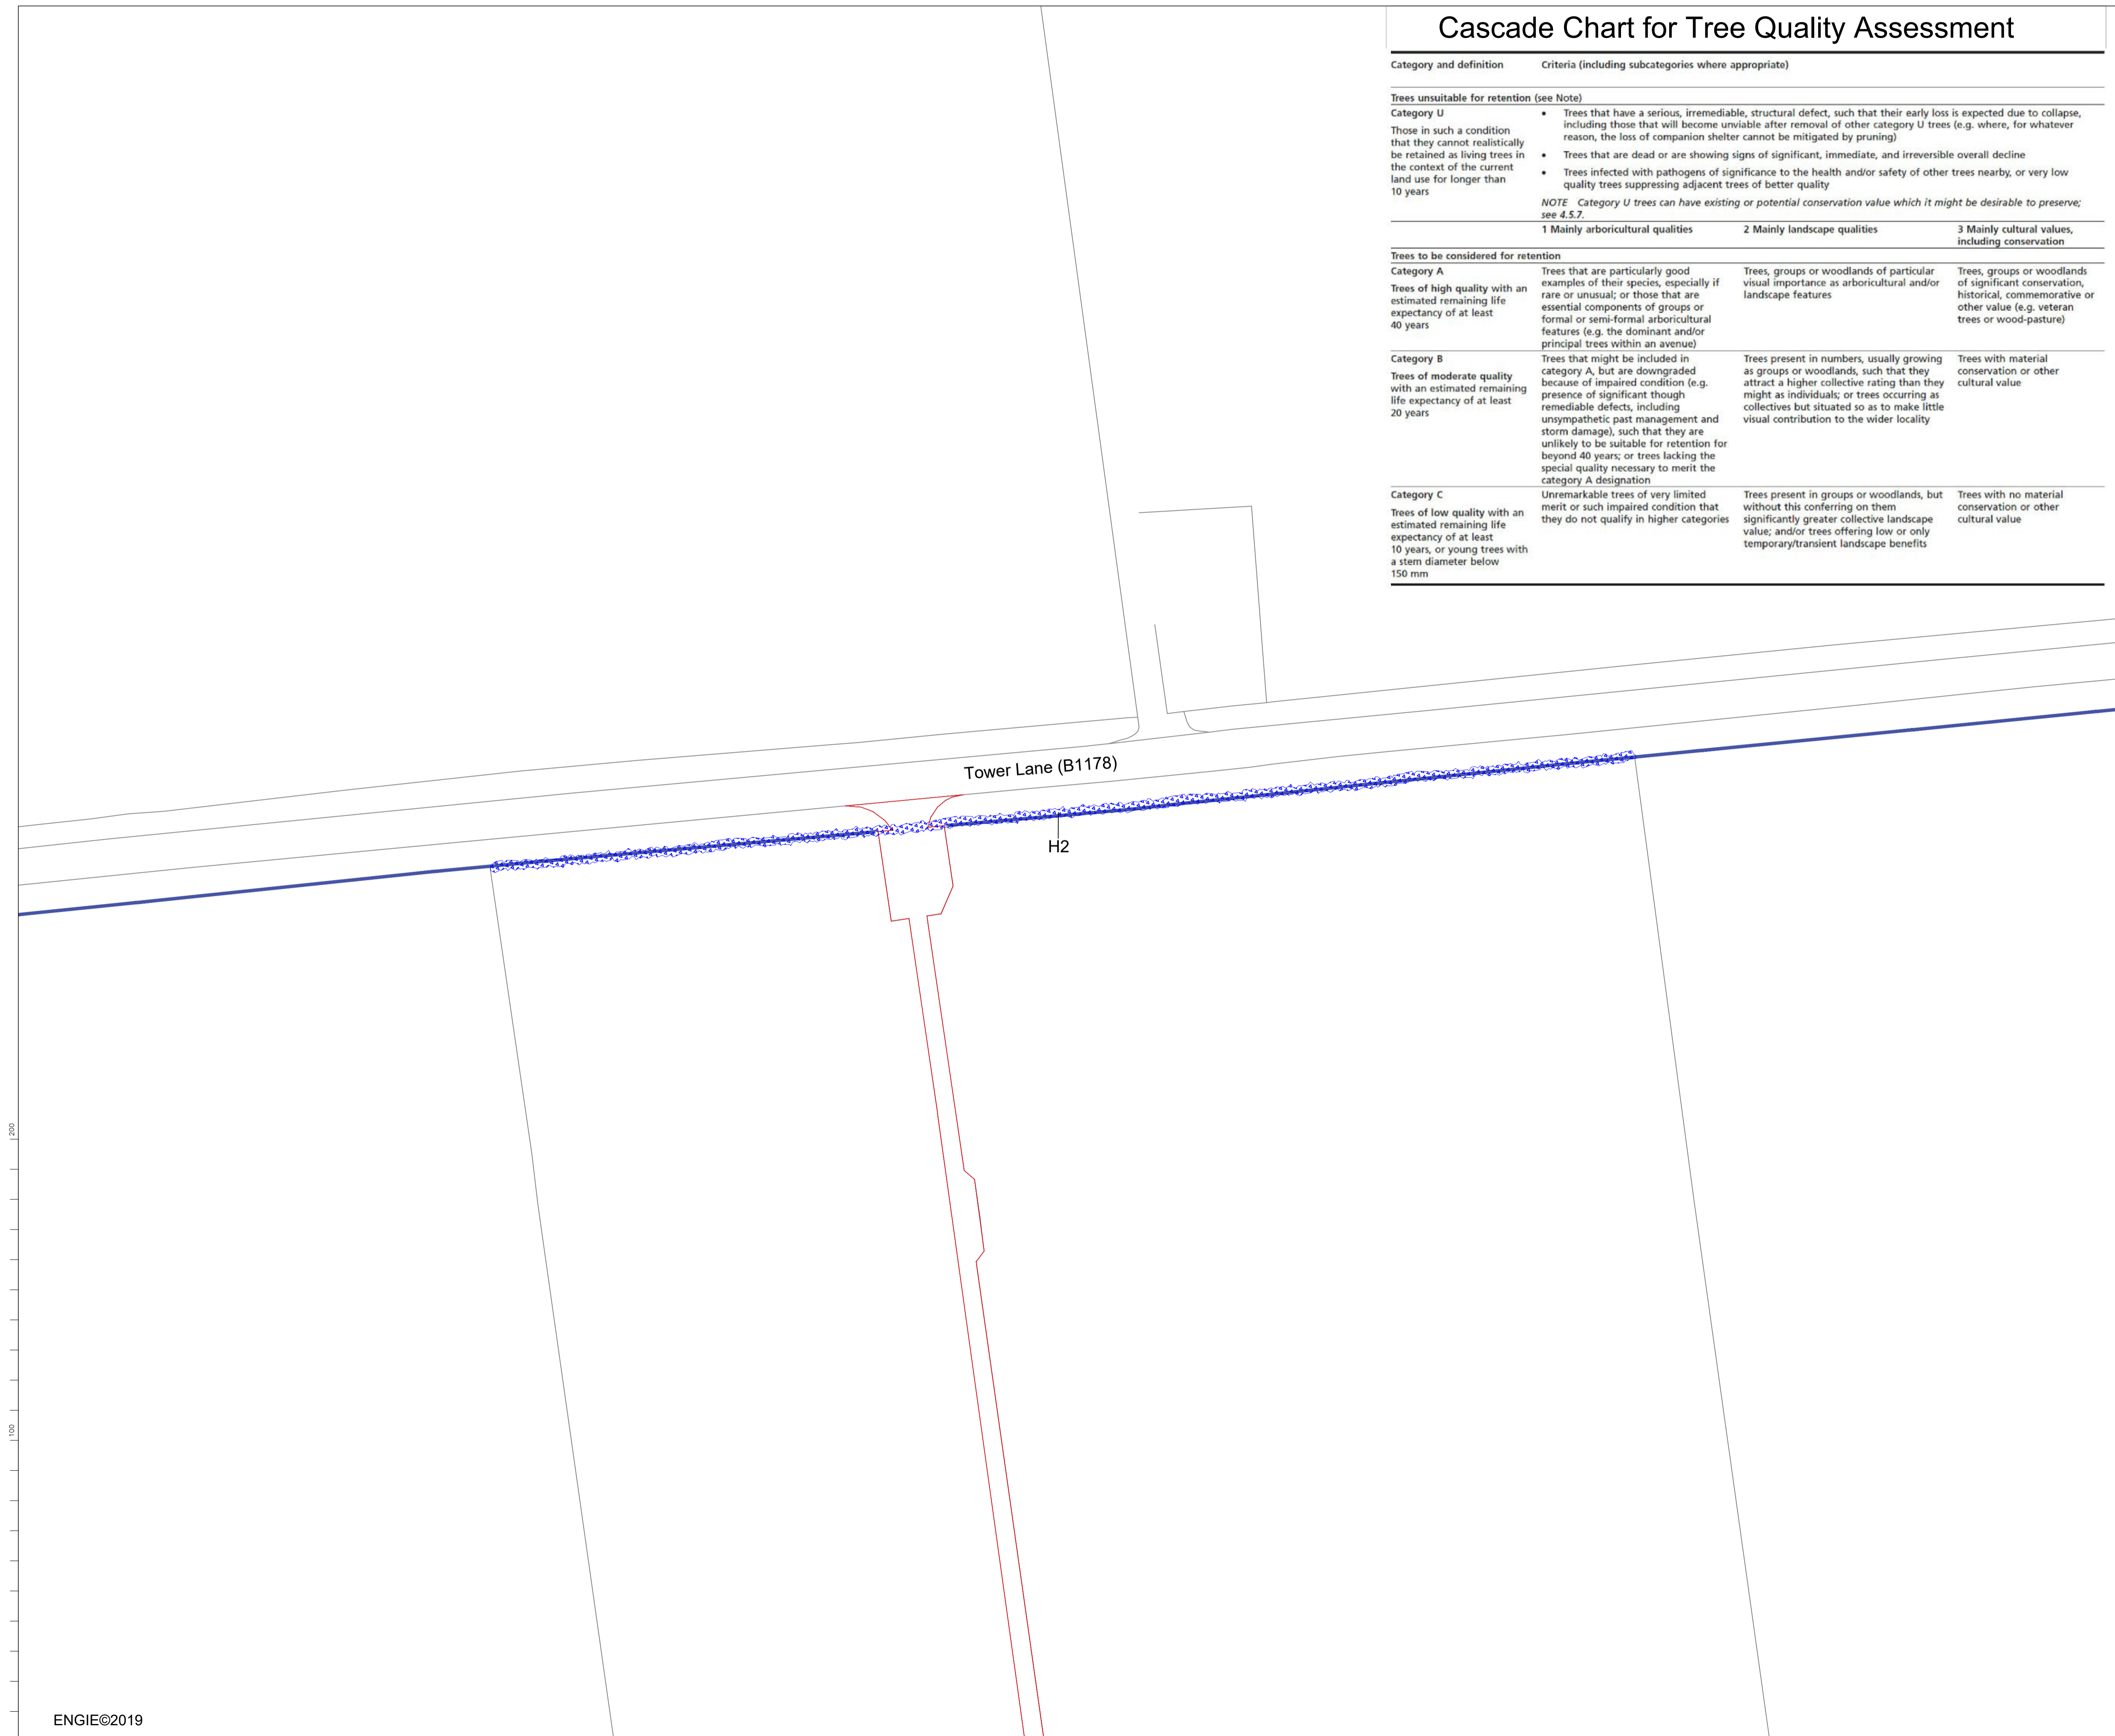 Cascade Chart for Tree Quality Assessment
Category and definition
Criteria (including subcategories where appropriate)
Trees unsuitable for retention (see Note)
Category U
Those in such a condition
that they cannot realistically
be retained as living trees in
the context of the current
land use for longer than
10 years
• Trees that have a serious, irremediable, structural defect, such that their early loss is expected due to collapse,
including those that will become unviable after removal of other category U trees (e.g. where, for whatever
reason, the loss of companion shelter cannot be mitigated by pruning)
• Trees that are dead or are showing signs of significant, immediate, and irreversible overall decline
• Trees infected with pathogens of significance to the health and/or safety of other trees nearby, or very low
quality trees suppressing adjacent trees of better quality
NOTE Category U trees can have existing or potential conservation value which it might be desirable to preserve;
see 4.5.7.
1 Mainly arboricultural qualities
2 Mainly landscape qualities
3 Mainly cultural values,
including conservation
Trees to be considered for retention
Category A
Trees of high quality with an
estimated remaining life
expectancy of at least
40 years
Trees that are particularly good
examples of their species, especially if
rare or unusual; or those that are
essential components of groups or
formal or semi-formal arboricultural
features (e.g. the dominant and/or
principal trees within an avenue)
Trees, groups or woodlands of particular
visual importance as arboricultural and/or
landscape features
Trees, groups or woodlands
of significant conservation,
historical, commemorative or
other value (e.g. veteran
trees or wood-pasture)
Category B
Trees of moderate quality
with an estimated remaining
life expectancy of at least
20 years
Trees that might be included in
category A, but are downgraded
because of impaired condition (e.g.
presence of significant though
remediable defects, including
unsympathetic past management and
storm damage), such that they are
unlikely to be suitable for retention for
beyond 40 years; or trees lacking the
special quality necessary to merit the
category A designation
Trees present in numbers, usually growing
as groups or woodlands, such that they
attract a higher collective rating than they
might as individuals; or trees occurring as
collectives but situated so as to make little
visual contribution to the wider locality
Trees with material
conservation or other
cultural value
Category C
Trees of low quality with an
estimated remaining life
expectancy of at least
10 years, or young trees with
a stem diameter below
150 mm
Unremarkable trees of very limited
merit or such impaired condition that
they do not qualify in higher categories
Trees present in groups or woodlands, but
without this conferring on them
significantly greater collective landscape
value; and/or trees offering low or only
temporary/transient landscape benefits
Trees with no material
conservation or other
cultural value
Tower Lane (B1178)
H2
200
100
ENGIE©2019